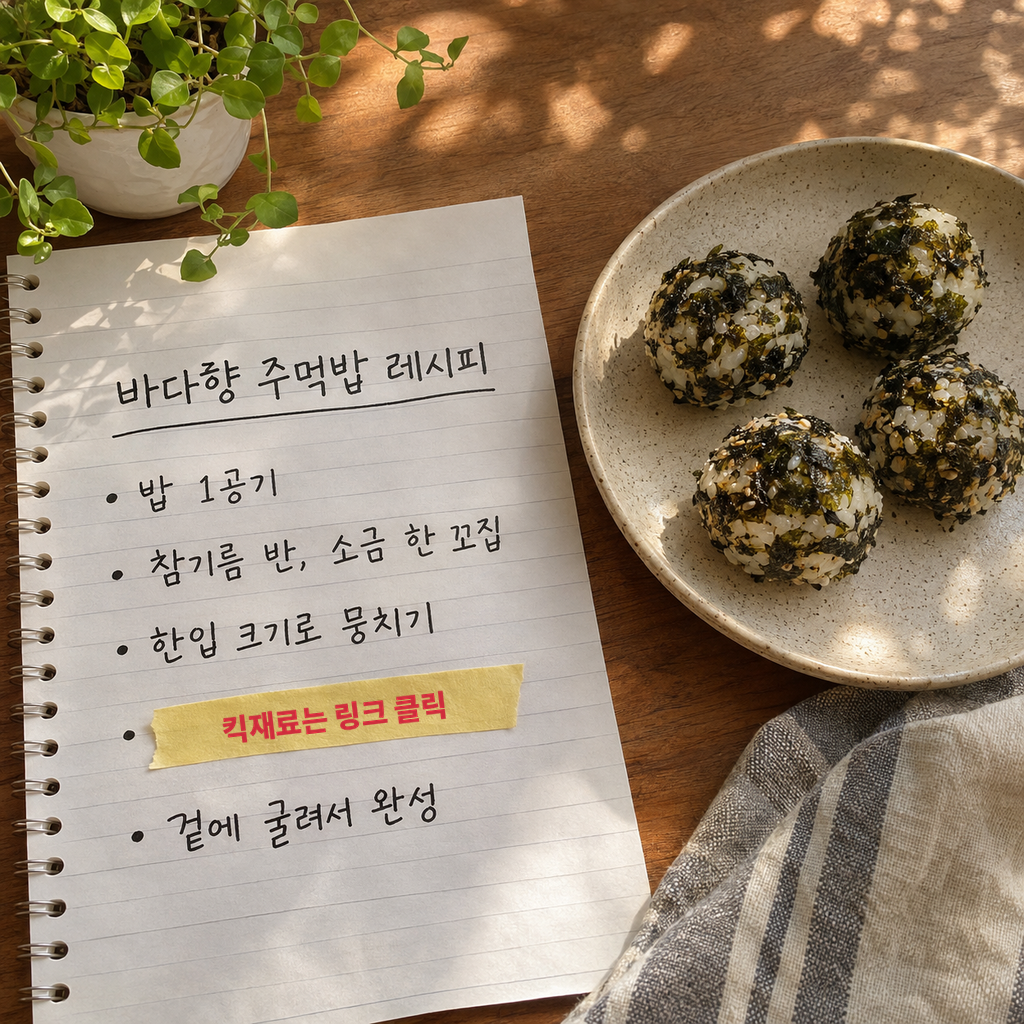 바다향 주먹밥 레시피
• 밥 1공기
• 참기름 반, 소금 한 꼬집
• 한입 크기로 뭉치기
• 킥재료는 링크 클릭
• 겉에 굴려서 완성